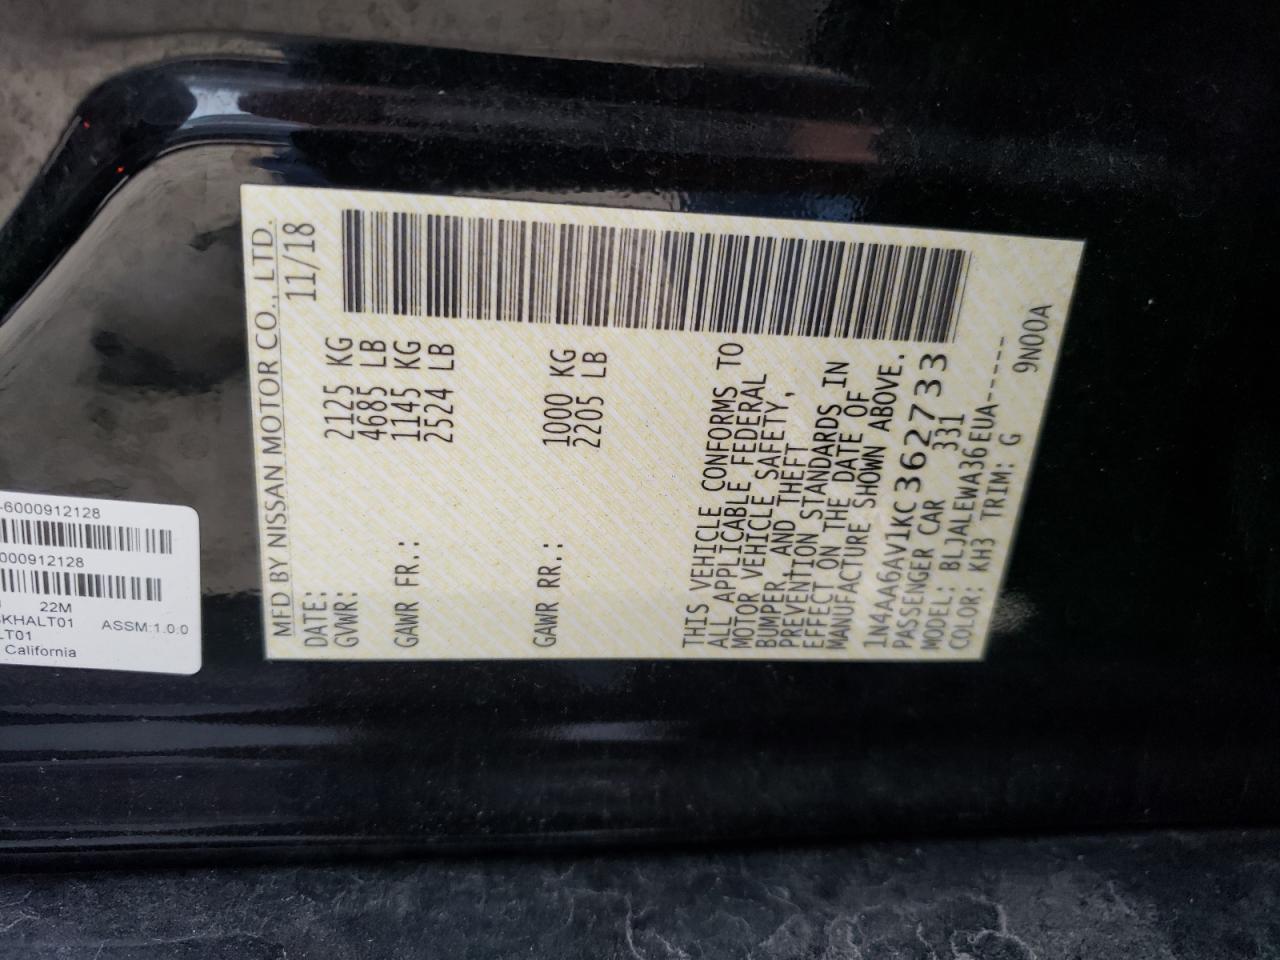 MFD BY NISSAN MOTOR CO., LTD.
DATE: 11/18
GVWR: 2125 KG
4685 LB
GAWR FR.: 1145 KG
2524 LB
GAWR RR.: 1000 KG
2205 LB
THIS VEHICLE CONFORMS TO
ALL APPLICABLE FEDERAL
MOTOR VEHICLE SAFETY,
BUMPER, AND THEFT
PREVENTION STANDARDS IN
EFFECT ON THE DATE OF
MANUFACTURE SHOWN ABOVE.
1N4AA6AV1KC362733
PASSENGER CAR 331
MODEL: BLJALEWA36EUA-----
COLOR: KH3 TRIM: G 9N00A
-6000912128
000912128
22M
KHALT01
LT01 ASSM:1.0:0
California